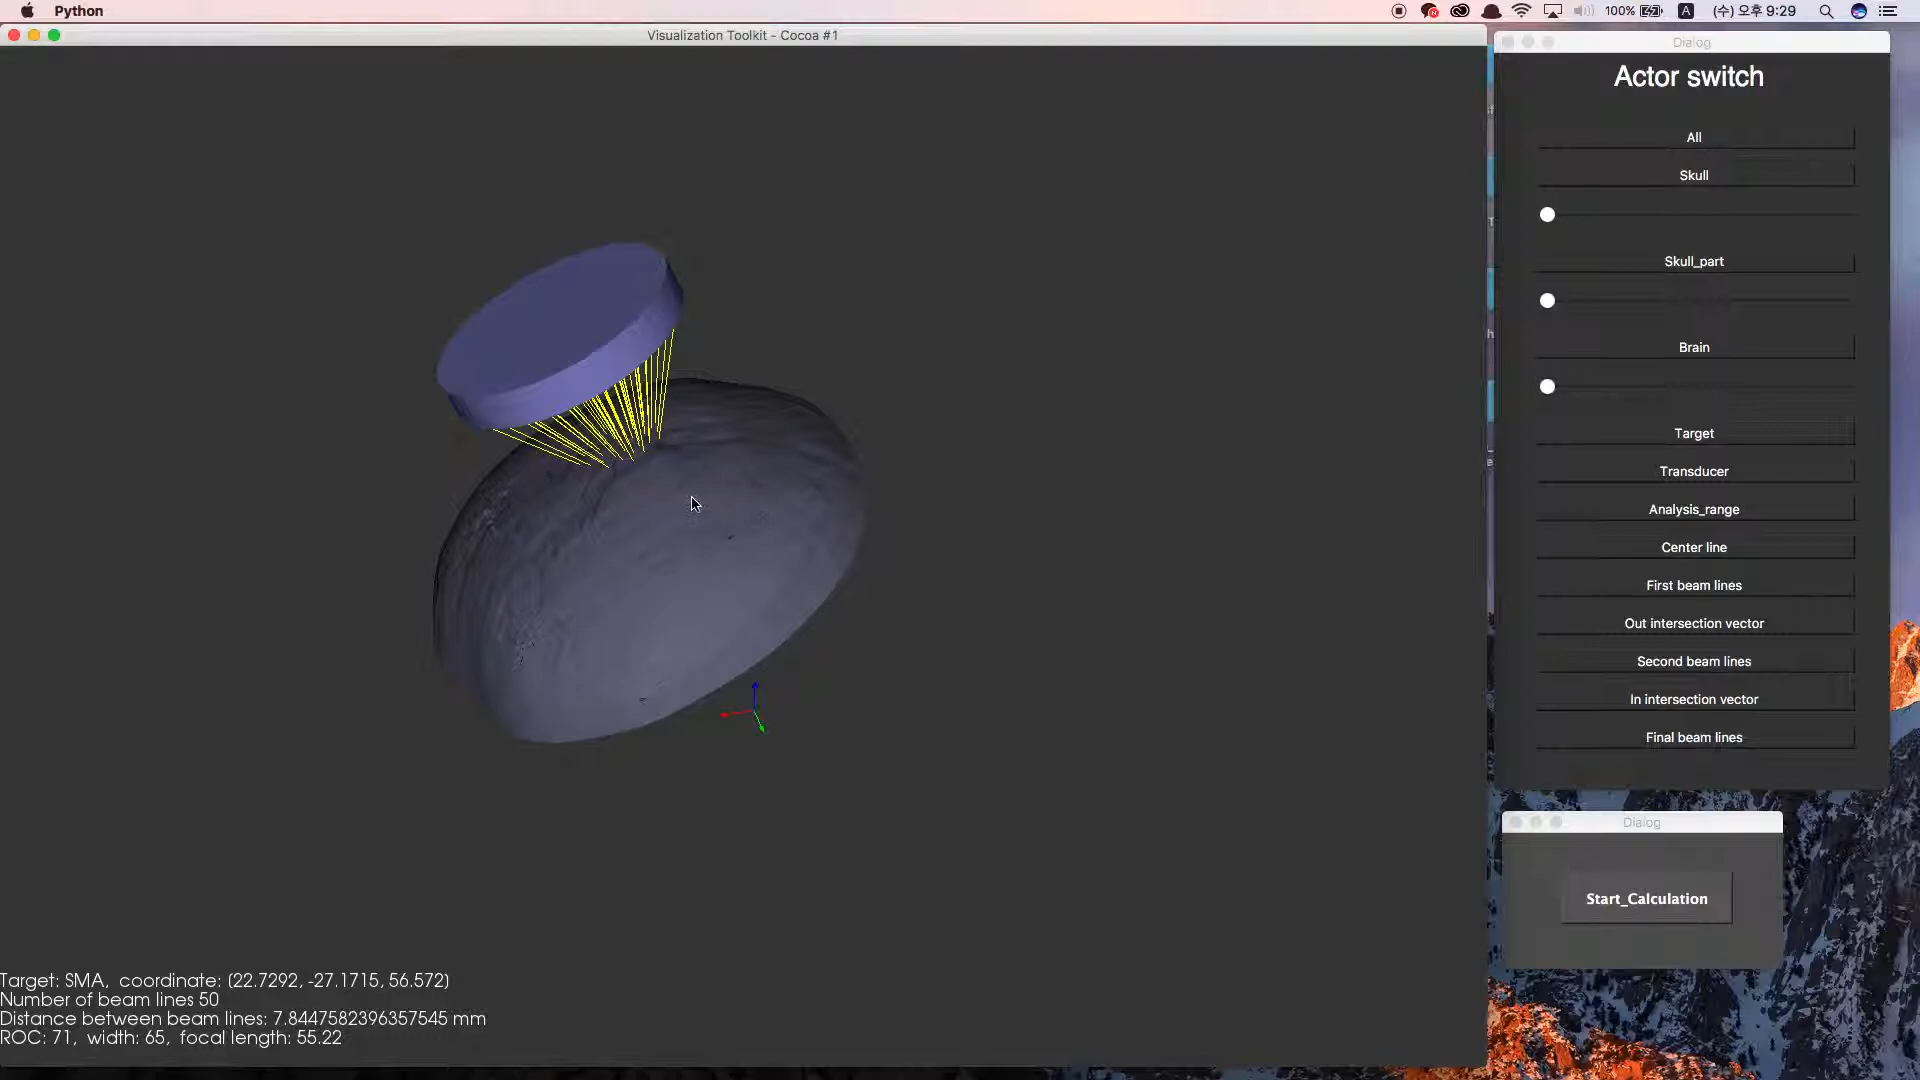 Python
100%
A
(수) 오후 9:29
Visualization Toolkit - Cocoa #1
Dialog
Actor switch
All
Skull
Skull_part
Brain
Target
Transducer
Analysis_range
Center line
First beam lines
Out intersection vector
Second beam lines
In intersection vector
Final beam lines
Dialog
Start_Calculation
Target: SMA, coordinate: [22.7292, -27.1715, 56.572]
Number of beam lines 50
Distance between beam lines: 7.8447582396357545 mm
ROC: 71, width: 65, focal length: 55.22